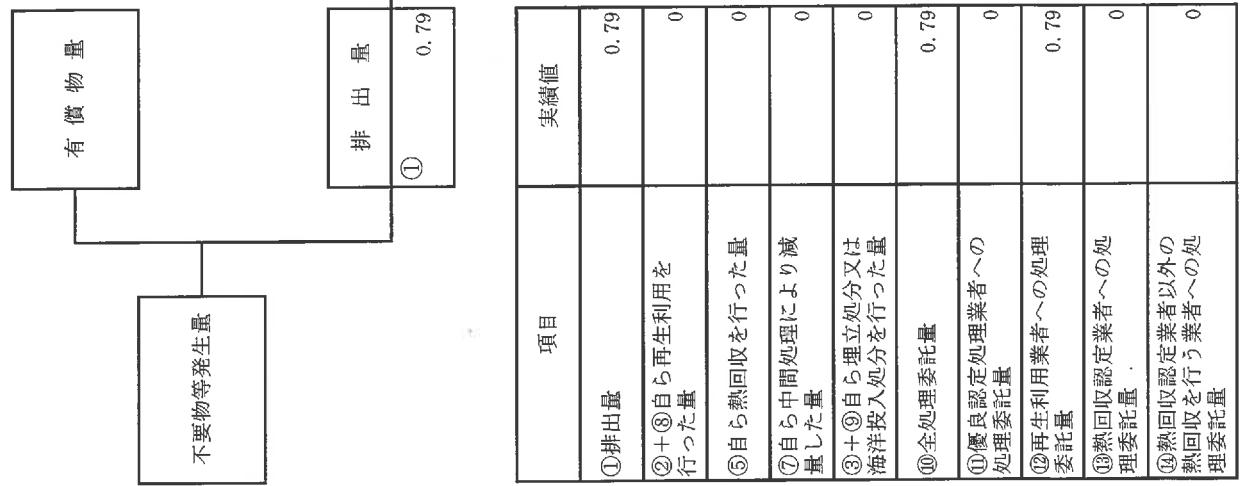 不要物等発生量
有償物量
排出量
① 0.79
項目 実績値
①排出量 0.79
②+⑧自ら再生利用を
行った量 0
⑤自ら熱回収を行った量 0
⑦自ら中間処理により減
量した量 0
③+⑨自ら埋立処分又は
海洋投入処分を行った量 0
⑩全処理委託量 0.79
⑪優良認定処理業者への
処理委託量 0
⑫再生利用業者への処理
委託量 0.79
⑬熱回収認定業者への処
理委託量 0
⑭熱回収認定業者以外の
熱回収を行う業者への処
理委託量 0